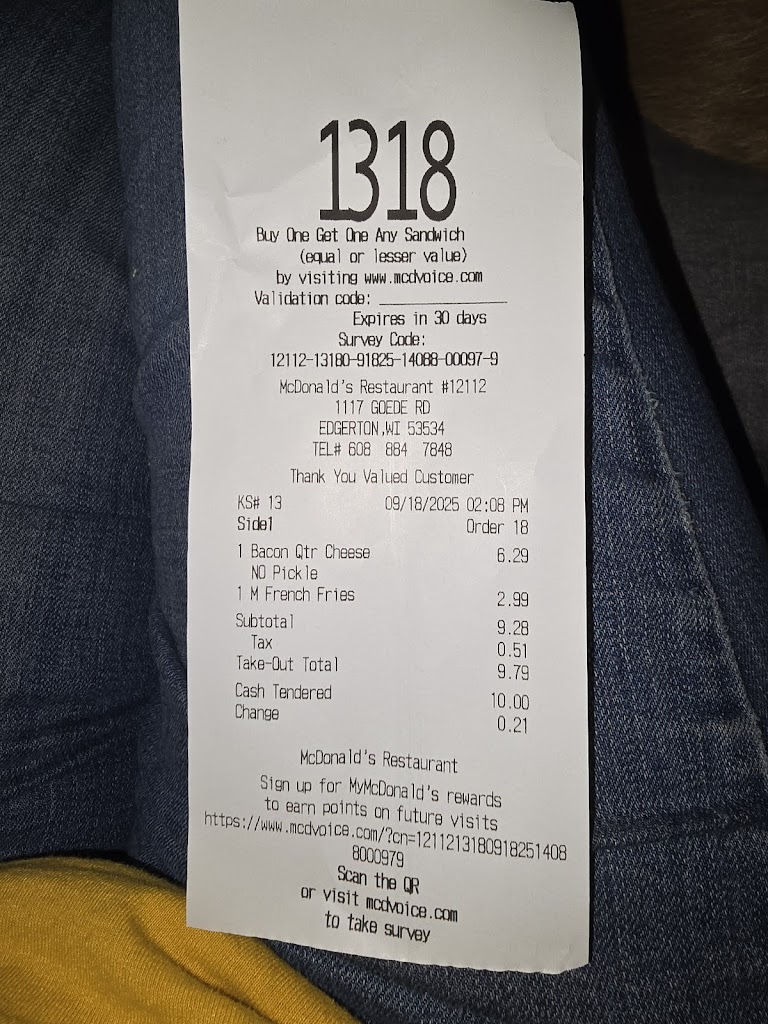 1318
Buy One Get One Any Sandwich
(equal or lesser value)
by visiting www.mcdvoice.com
Validation code: ____________
Expires in 30 days
Survey Code:
12112-13180-91825-14088-00097-9
McDonald's Restaurant #12112
1117 GOEDE RD
EDGERTON,WI 53534
TEL# 608 884 7848
Thank You Valued Customer
KS# 13 09/18/2025 02:08 PM
Side1 Order 18
1 Bacon Qtr Cheese 6.29
NO Pickle
1 M French Fries 2.99
Subtotal 9.28
Tax 0.51
Take-Out Total 9.79
Cash Tendered 10.00
Change 0.21
McDonald's Restaurant
Sign up for MyMcDonald's rewards
to earn points on future visits
https://www.mcdvoice.com/?cn=1211213180918251408
8000979
Scan the QR
or visit mcdvoice.com
to take survey